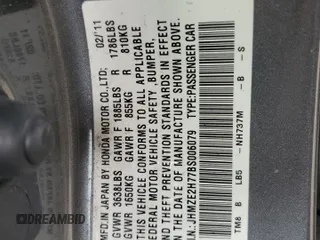 MFD. IN JAPAN BY HONDA MOTOR CO., LTD. 02/11
GVWR 3638LBS GAWR F 1885LBS R 1786LBS
GVWR 1650KG GAWR F 855KG R 810KG
THIS VEHICLE CONFORMS TO ALL APPLICABLE
FEDERAL MOTOR VEHICLE SAFETY, BUMPER,
AND THEFT PREVENTION STANDARDS IN EFFECT
ON THE DATE OF MANUFACTURE SHOWN ABOVE.
V.I.N.: JHMZE2H77BS006079 TYPE: PASSENGER CAR
TM8 B LB5 -NH737M -B -S
DREAMBID